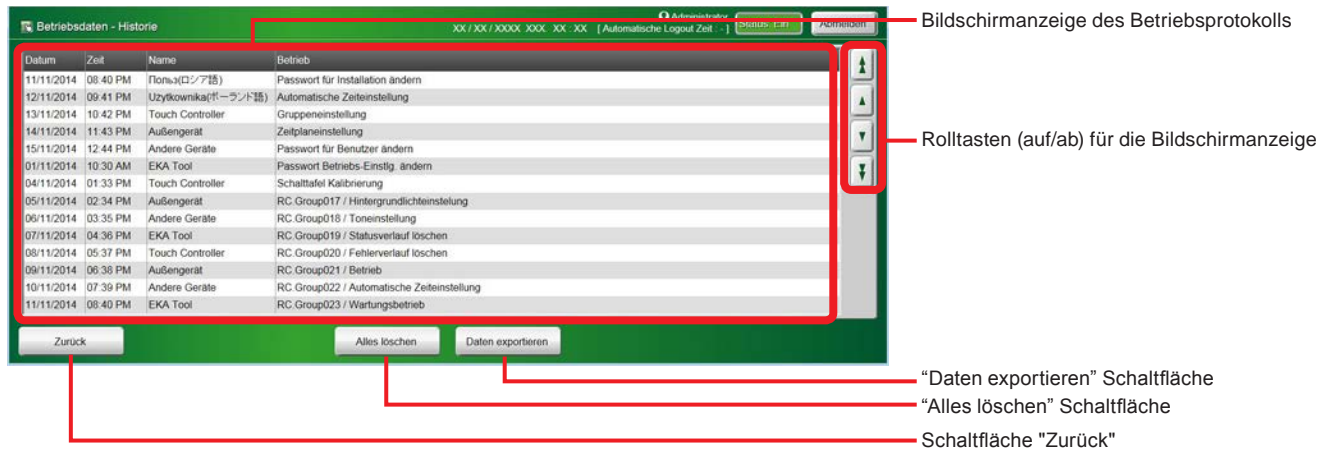 Betriebsdaten - Historie
Administrator
XX / XX / XXXX XXX XX : XX [ Automatische Logout Zeit : - ]
Status: Ein
Abmelden
Bildschirmanzeige des Betriebsprotokolls
Datum Zeit Name Betrieb
11/11/2014 08:40 PM Польз(ロシア語) Passwort für Installation ändern
12/11/2014 09:41 PM Uzytkownika(ポーランド語) Automatische Zeiteinstellung
13/11/2014 10:42 PM Touch Controller Gruppeneinstellung
14/11/2014 11:43 PM Außengerät Zeitplaneinstellung
15/11/2014 12:44 PM Andere Geräte Passwort für Benutzer ändern
01/11/2014 10:30 AM EKA Tool Passwort Betriebs-Einstlg. ändern
04/11/2014 01:33 PM Touch Controller Schalttafel Kalibrierung
05/11/2014 02:34 PM Außengerät RC.Group017 / Hintergrundlichteinstelung
06/11/2014 03:35 PM Andere Geräte RC.Group018 / Toneinstellung
07/11/2014 04:36 PM EKA Tool RC.Group019 / Statusverlauf löschen
08/11/2014 05:37 PM Touch Controller RC.Group020 / Fehlerverlauf löschen
09/11/2014 06:38 PM Außengerät RC.Group021 / Betrieb
10/11/2014 07:39 PM Andere Geräte RC.Group022 / Automatische Zeiteinstellung
11/11/2014 08:40 PM EKA Tool RC.Group023 / Wartungsbetrieb
Rolltasten (auf/ab) für die Bildschirmanzeige
Zurück
Alles löschen
Daten exportieren
“Daten exportieren” Schaltfläche
“Alles löschen” Schaltfläche
Schaltfläche "Zurück"